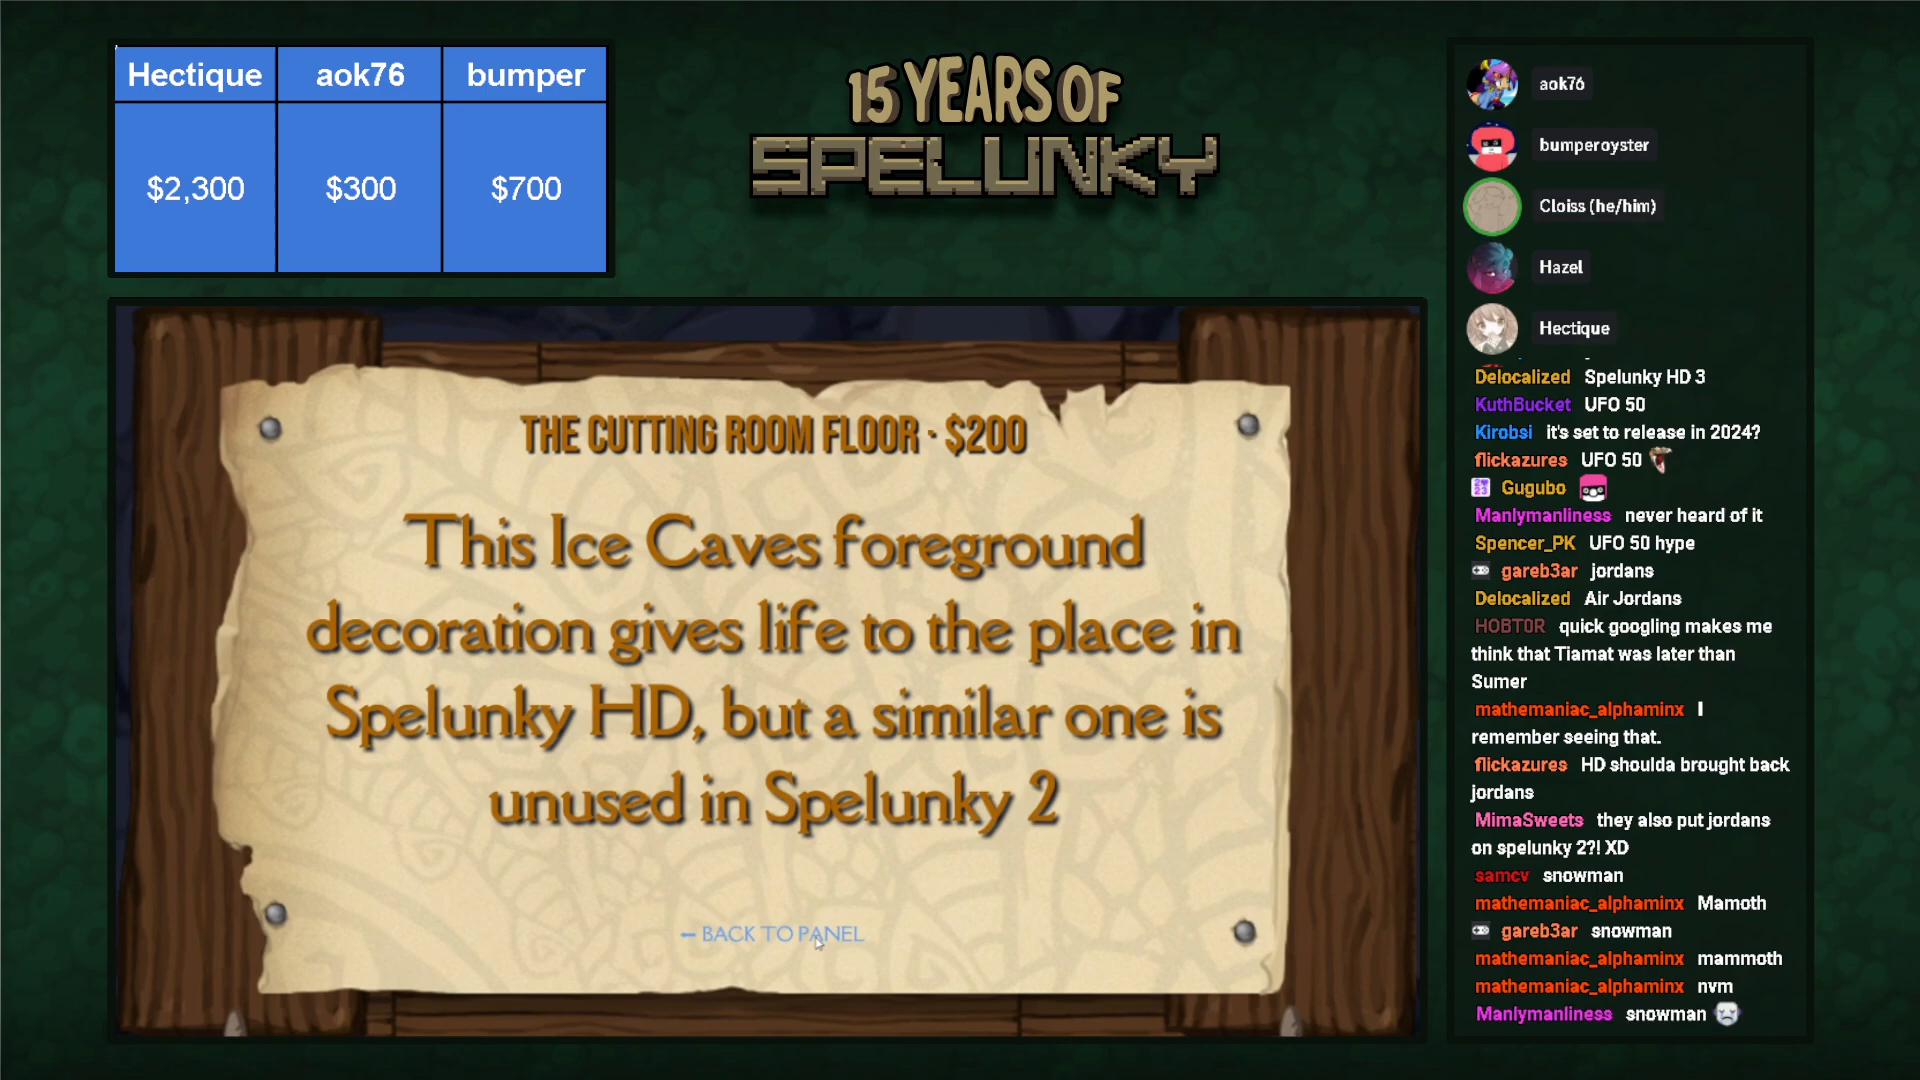 Hectique aok76 bumper
$2,300 $300 $700
15 YEARS OF
SPELUNKY
THE CUTTING ROOM FLOOR · $200
This Ice Caves foreground
decoration gives life to the place in
Spelunky HD, but a similar one is
unused in Spelunky 2
← BACK TO PANEL
aok76
bumperoyster
Cloiss (he/him)
Hazel
Hectique
Delocalized Spelunky HD 3
KuthBucket UFO 50
Kirobsi it's set to release in 2024?
flickazures UFO 50
Gugubo
Manlymanliness never heard of it
Spencer_PK UFO 50 hype
gareb3ar jordans
Delocalized Air Jordans
HOBT0R quick googling makes me
think that Tiamat was later than
Sumer
mathemaniac_alphaminx I
remember seeing that.
flickazures HD shoulda brought back
jordans
MimaSweets they also put jordans
on spelunky 2?! XD
samcv snowman
mathemaniac_alphaminx Mamoth
gareb3ar snowman
mathemaniac_alphaminx mammoth
mathemaniac_alphaminx nvm
Manlymanliness snowman